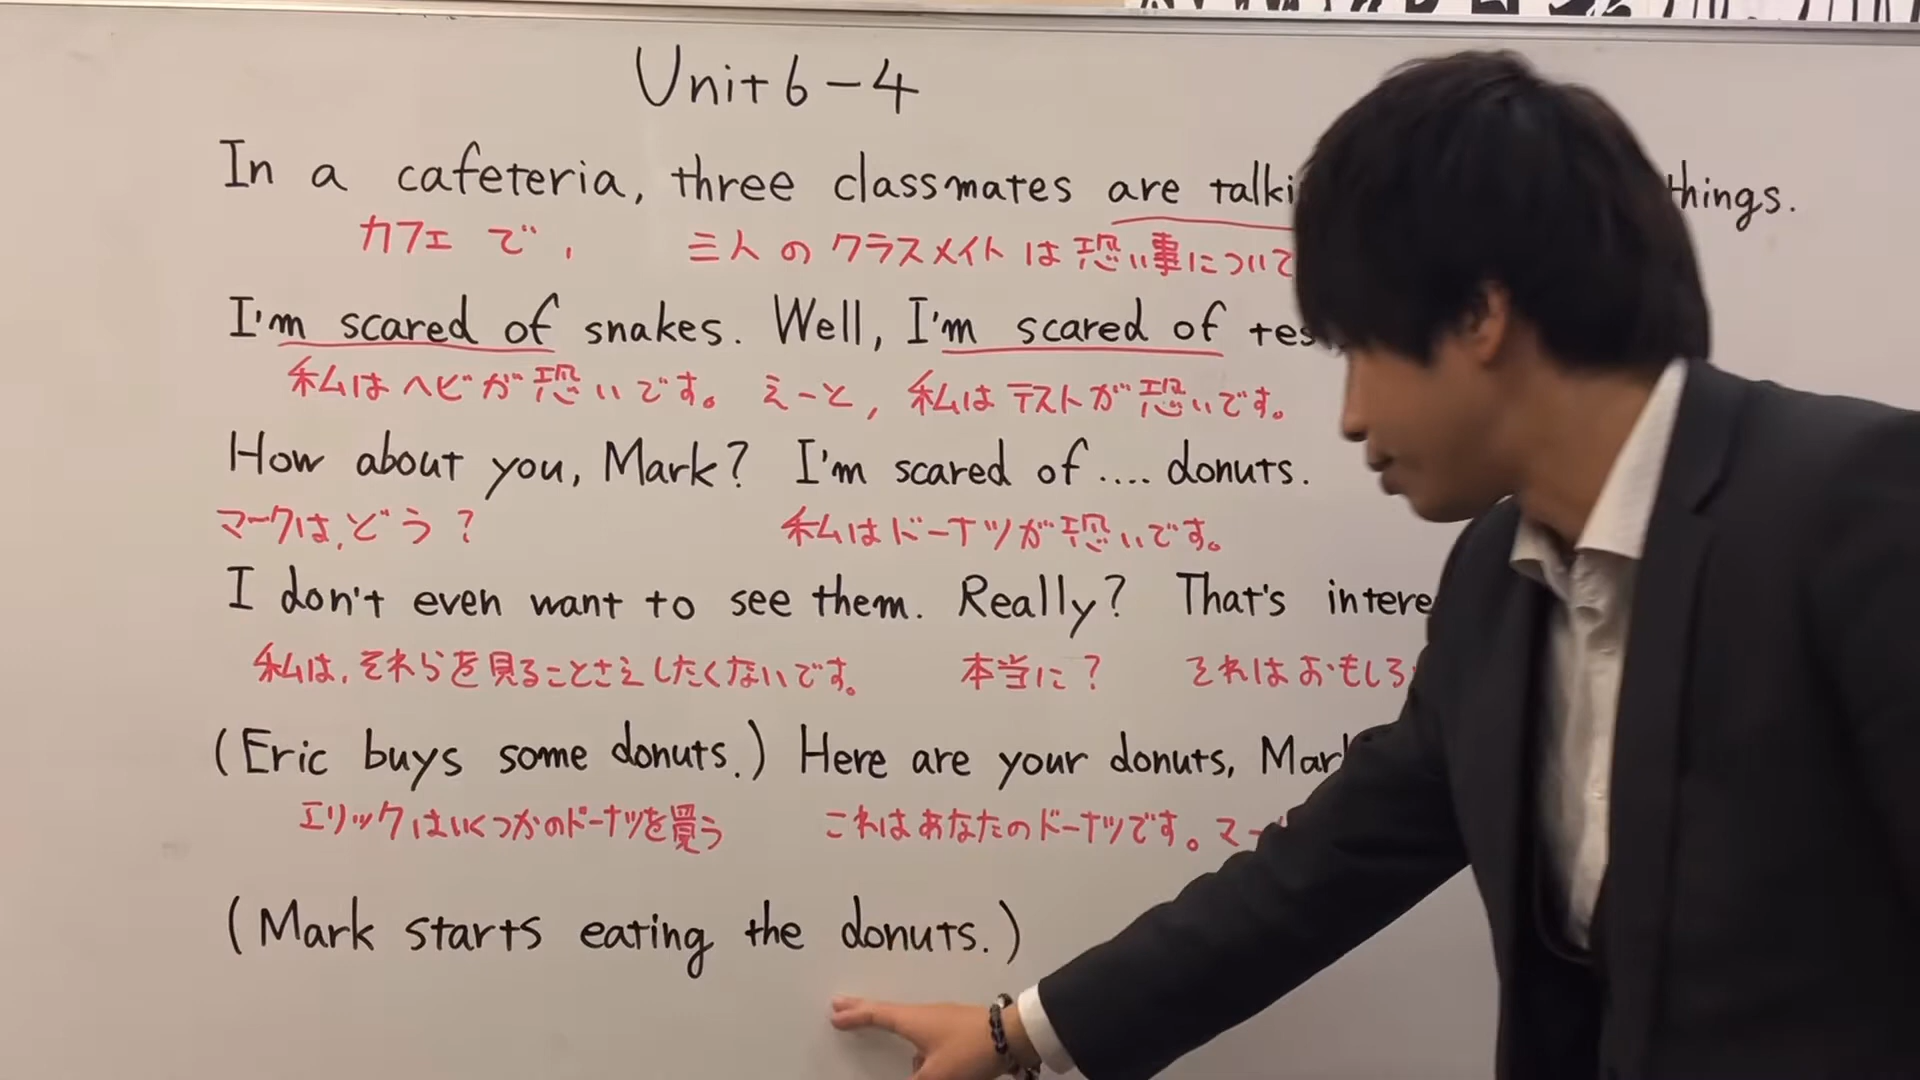 Unit 6-4
In a cafeteria, three classmates are talki things.
カフェ で, 三人 の クラスメイト は 恐い事について
I'm scared of snakes. Well, I'm scared of tes
私はヘビが恐いです。 えーと, 私はテストが恐いです。
How about you, Mark? I'm scared of .... donuts.
マークは、どう? 私はドーナツが恐いです。
I don't even want to see them. Really? That's intere
私は、それらを見ることさえしたくないです。 本当に? それはおもしろ
(Eric buys some donuts.) Here are your donuts, Mark
エリックはいくつかのドーナツを買う これはあなたのドーナツです。マー
(Mark starts eating the donuts.)